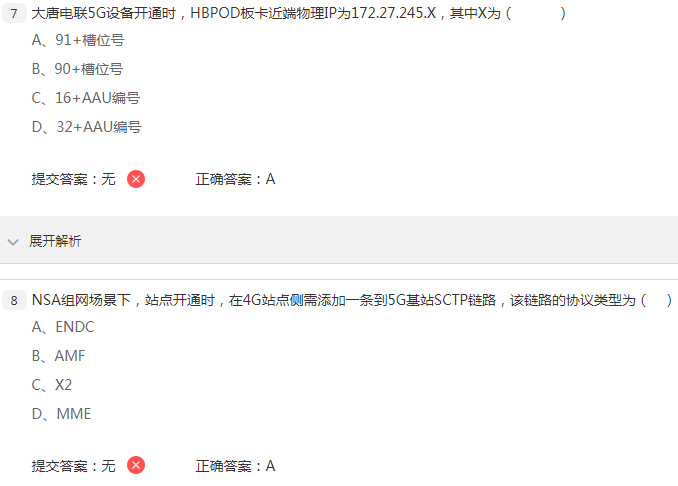 7 大唐电联5G设备开通时，HBPOD板卡近端物理IP为172.27.245.X，其中X为（ ）
A、91+槽位号
B、90+槽位号
C、16+AAU编号
D、32+AAU编号
提交答案：无 正确答案：A
展开解析
8 NSA组网场景下，站点开通时，在4G站点侧需添加一条到5G基站SCTP链路，该链路的协议类型为（ ）
A、ENDC
B、AMF
C、X2
D、MME
提交答案：无 正确答案：A